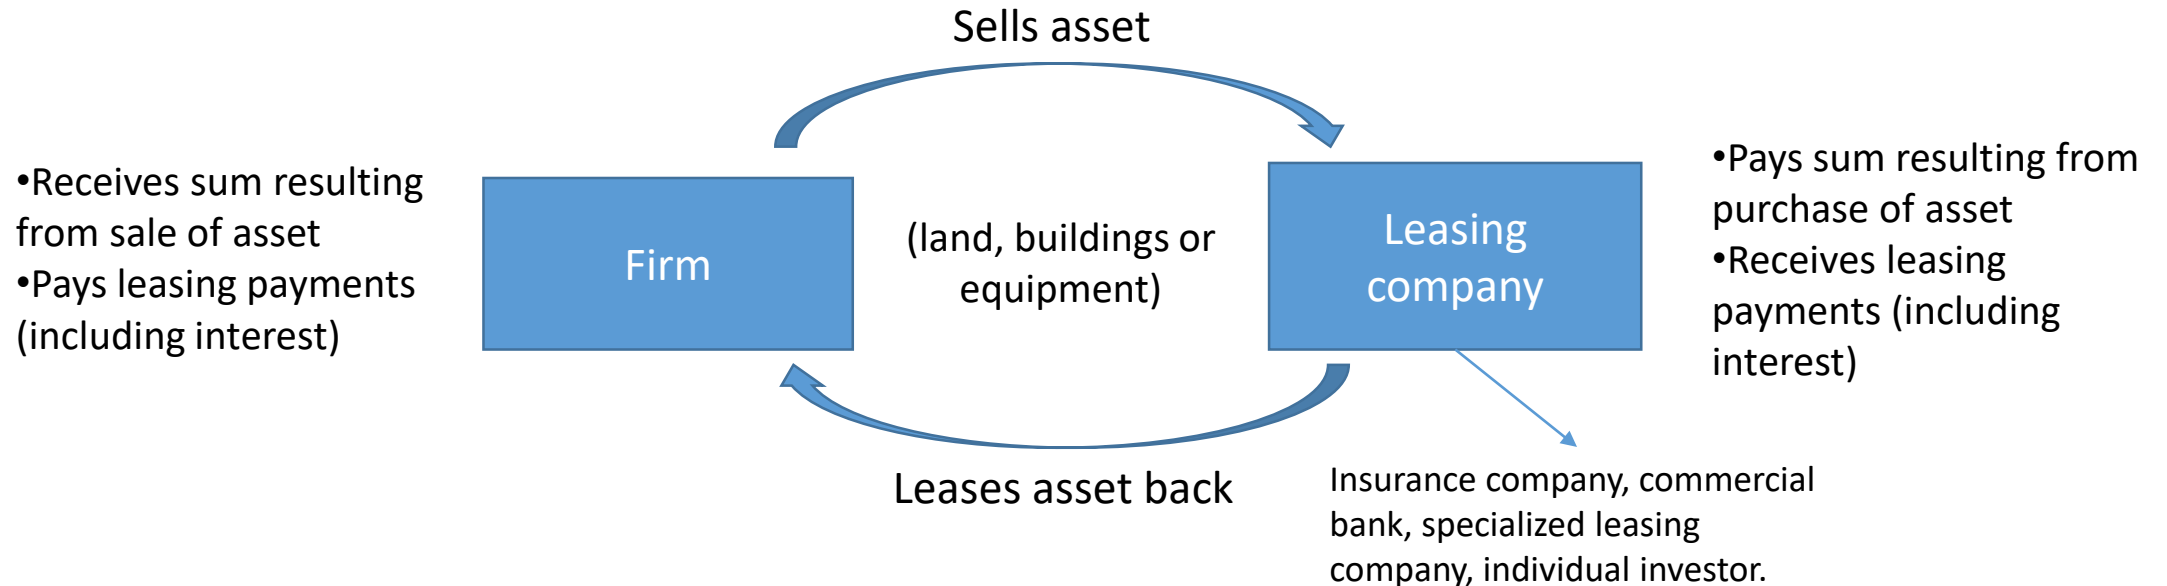 Sells asset
•Receives sum resulting
from sale of asset
•Pays leasing payments
(including interest)
Firm
(land, buildings or
equipment)
Leasing
company
•Pays sum resulting from
purchase of asset
•Receives leasing
payments (including
interest)
Leases asset back
Insurance company, commercial
bank, specialized leasing
company, individual investor.